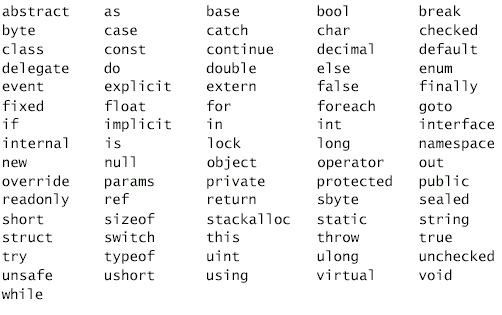 abstract as base bool break
byte case catch char checked
class const continue decimal default
delegate do double else enum
event explicit extern false finally
fixed float for foreach goto
if implicit in int interface
internal is lock long namespace
new null object operator out
override params private protected public
readonly ref return sbyte sealed
short sizeof stackalloc static string
struct switch this throw true
try typeof uint ulong unchecked
unsafe ushort using virtual void
while